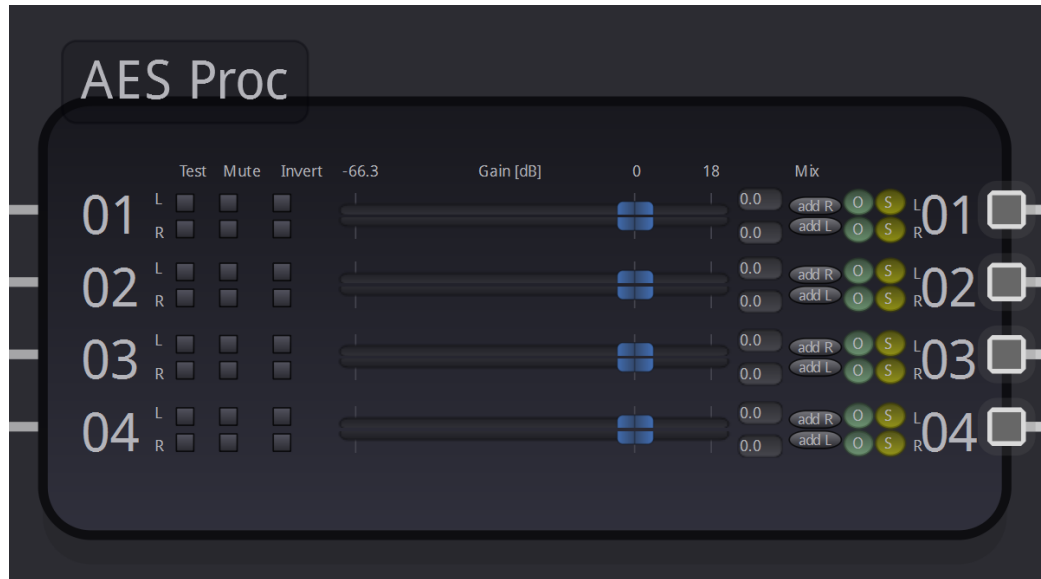 AES Proc
Test Mute Invert -66.3 Gain [dB] 0 18 Mix
01 L 0.0 add R O S L 01
R 0.0 add L O S R
02 L 0.0 add R O S L 02
R 0.0 add L O S R
03 L 0.0 add R O S L 03
R 0.0 add L O S R
04 L 0.0 add R O S L 04
R 0.0 add L O S R